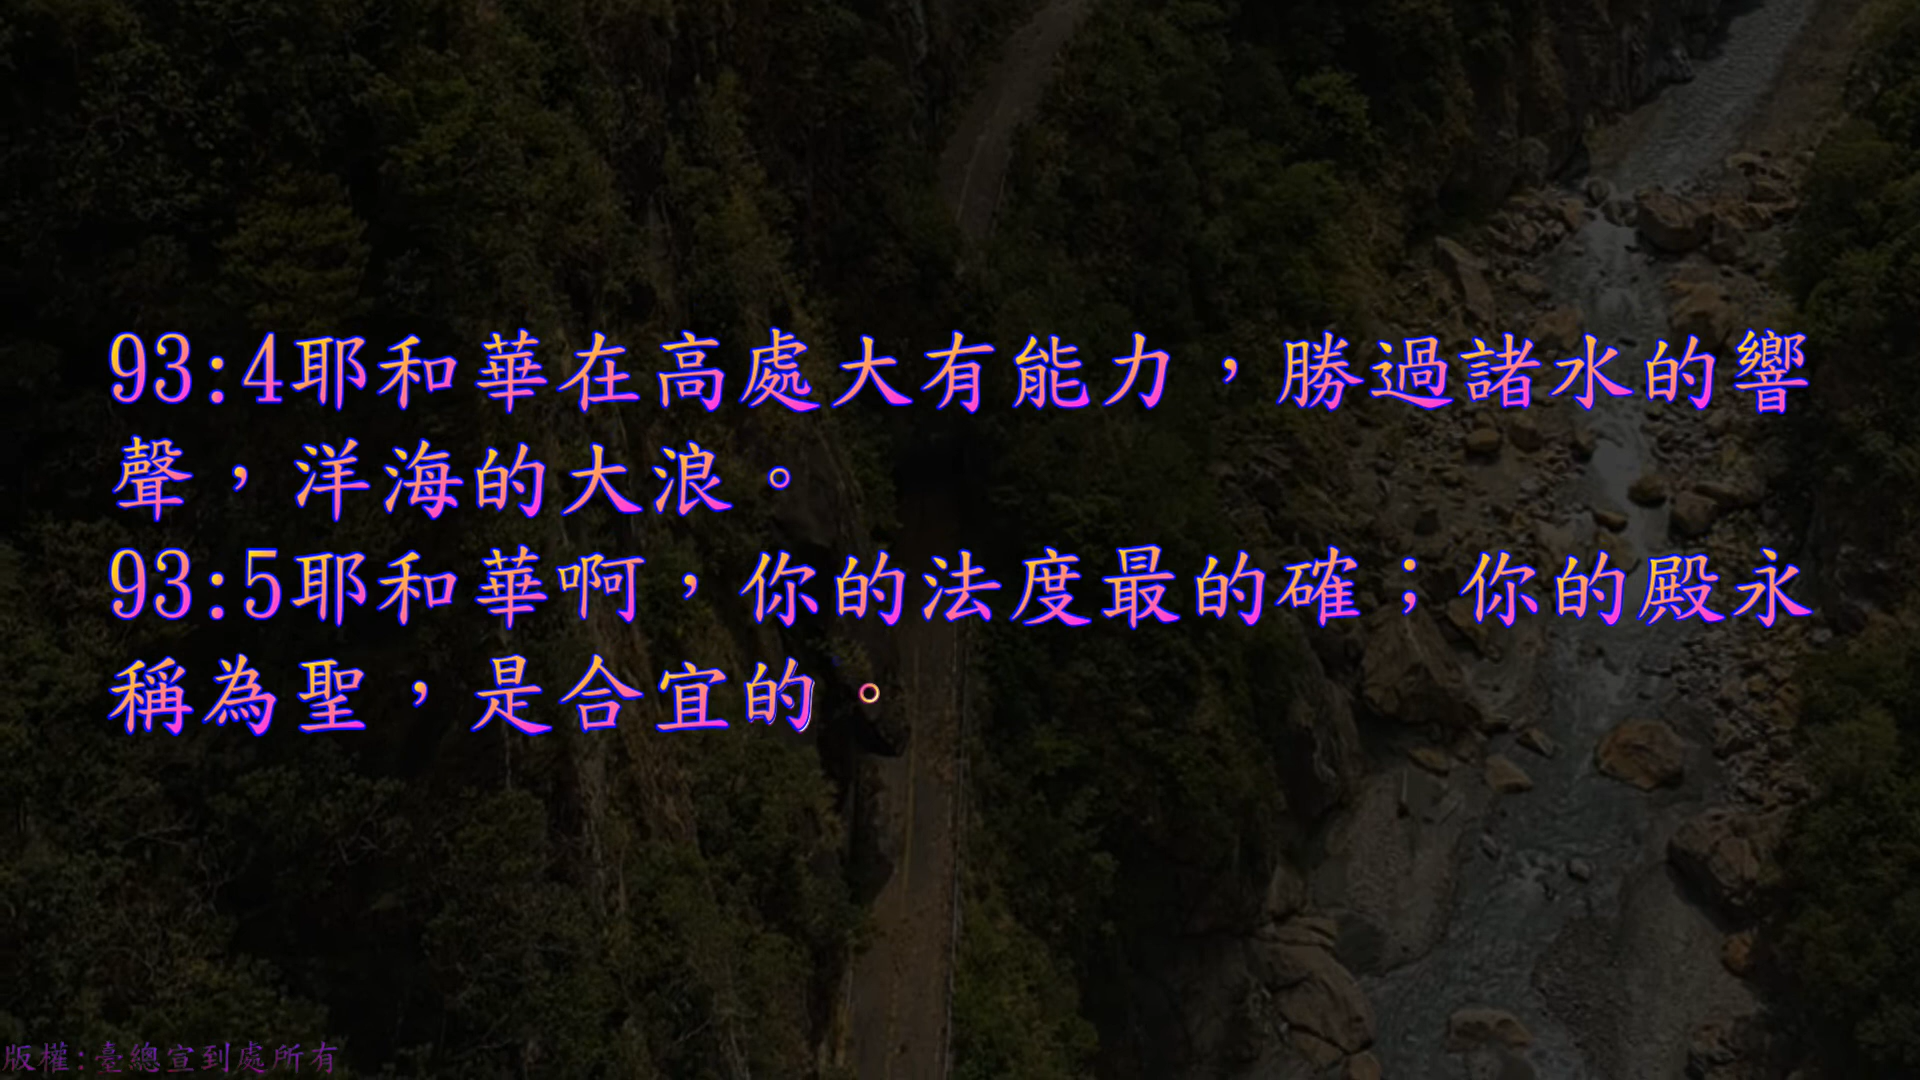 93:4耶和華在高處大有能力，勝過諸水的響
聲，洋海的大浪。
93:5耶和華啊，你的法度最的確；你的殿永
稱為聖，是合宜的。
版權:臺總宣到處所有